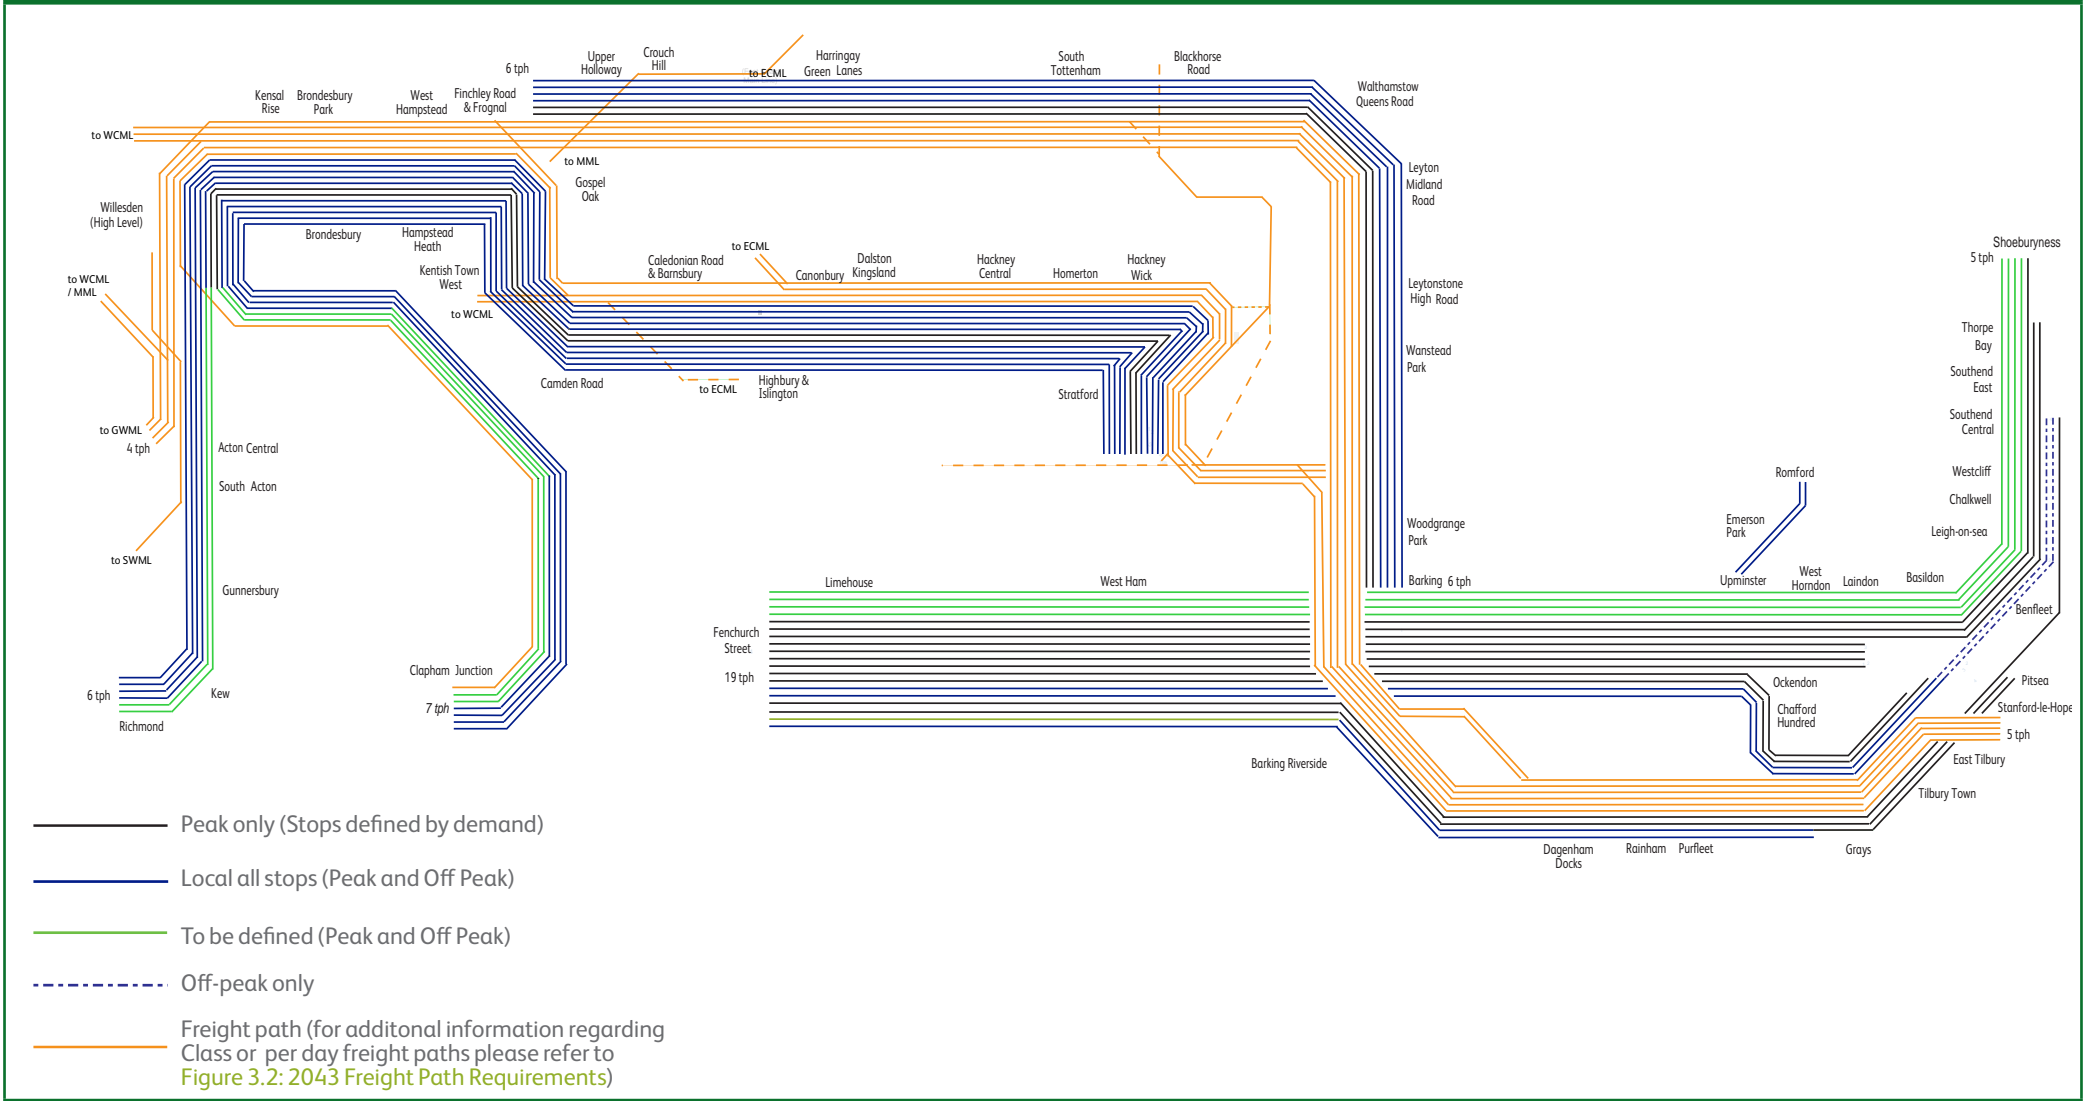 6 tph
Upper
Holloway
Crouch
Hill
to ECML
Harringay
Green Lanes
South
Tottenham
Blackhorse
Road
Walthamstow
Queens Road
Kensal
Rise
Brondesbury
Park
West
Hampstead
Finchley Road
& Frognal
to WCML
to MML
Gospel
Oak
Leyton
Midland
Road
Willesden
(High Level)
Brondesbury
Hampstead
Heath
Kentish Town
West
to WCML
Caledonian Road
& Barnsbury
to ECML
Canonbury
Dalston
Kingsland
Hackney
Central
Homerton
Hackney
Wick
Leytonstone
High Road
Shoeburyness
5 tph
to WCML
/ MML
Thorpe
Bay
Wanstead
Park
Southend
East
Camden Road
to ECML
Highbury &
Islington
Stratford
Southend
Central
to GWML
4 tph
Acton Central
South Acton
Westcliff
Chalkwell
Leigh-on-sea
Romford
Emerson
Park
Upminster
Woodgrange
Park
Barking 6 tph
to SWML
Gunnersbury
Limehouse
West Ham
West
Horndon
Laindon
Basildon
Benfleet
Fenchurch
Street
19 tph
Clapham Junction
7 tph
6 tph
Kew
Richmond
Ockendon
Chafford
Hundred
Pitsea
Stanford-le-Hope
5 tph
East Tilbury
Tilbury Town
Barking Riverside
Dagenham
Docks
Rainham
Purfleet
Grays
Peak only (Stops defined by demand)
Local all stops (Peak and Off Peak)
To be defined (Peak and Off Peak)
Off-peak only
Freight path (for additonal information regarding
Class or per day freight paths please refer to
Figure 3.2: 2043 Freight Path Requirements)